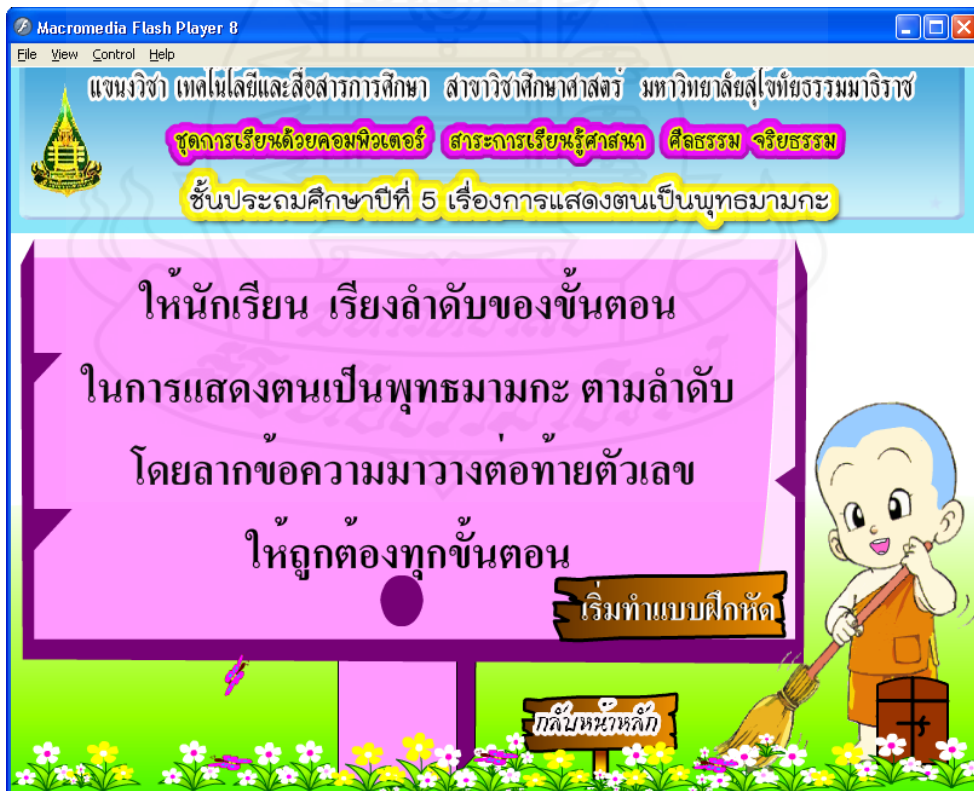 Macromedia Flash Player 8
File View Control Help
แขนงวิชา เทคโนโลยีและสื่อสารการศึกษา สาขาวิชาศึกษาศาสตร์ มหาวิทยาลัยสุโขทัยธรรมมาธิราช
ชุดการเรียนด้วยคอมพิวเตอร์ สาระการเรียนรู้ศาสนา ศีลธรรม จริยธรรม
ชั้นประถมศึกษาปีที่ 5 เรื่องการแสดงตนเป็นพุทธมามกะ
ให้นักเรียน เรียงลำดับของขั้นตอน
ในการแสดงตนเป็นพุทธมามกะ ตามลำดับ
โดยลากข้อความมาวางต่อท้ายตัวเลข
ให้ถูกต้องทุกขั้นตอน
เริ่มทำแบบฝึกหัด
กลับหน้าหลัก